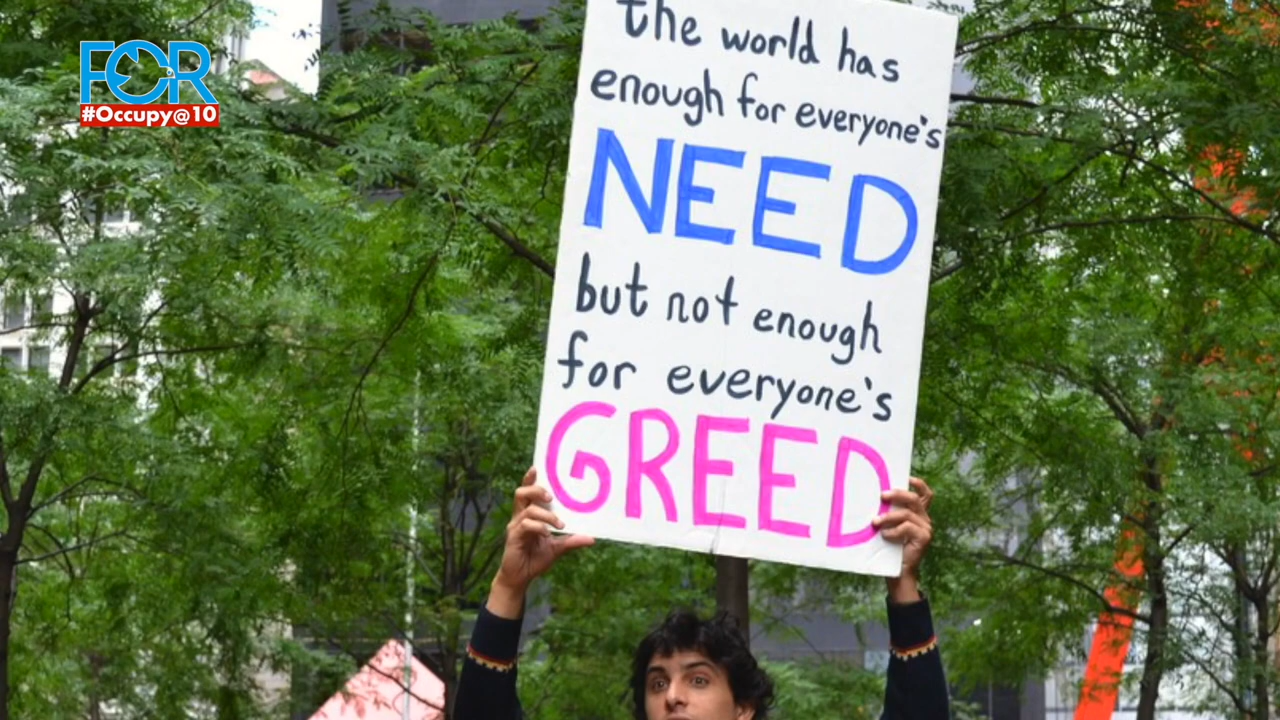 FOR
#Occupy@10
the world has
enough for everyone's
NEED
but not enough
for everyone's
GREED